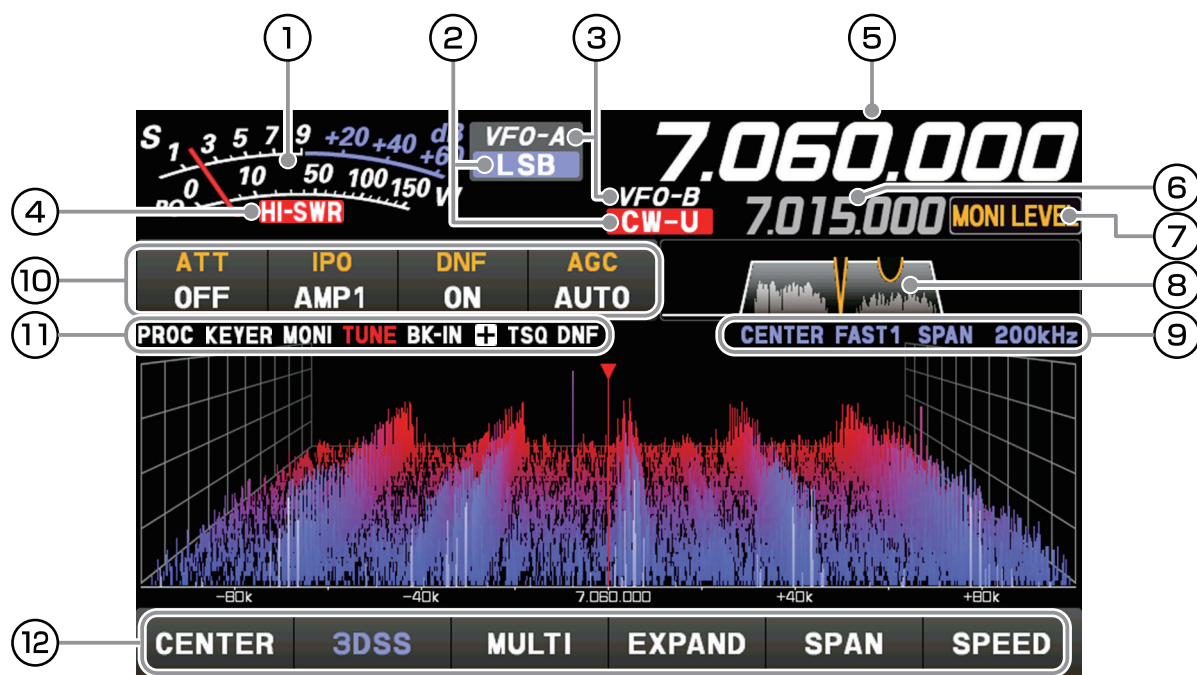 1 2 3 5
S 1 3 5 7 9 +20 +40 +60 dB
VFO-A
7.060.000
LSB
0 10 50 100 150 W
PO
VFO-B
6
4 HI-SWR
CW-U 7.015.000 MONI LEVEL
7
ATT IPO DNF AGC
10
OFF AMP1 ON AUTO
8
11 PROC KEYER MONI TUNE BK-IN + TSQ DNF
CENTER FAST1 SPAN 200kHz 9
-80k -40k 7.060.000 +40k +80k
12 CENTER 3DSS MULTI EXPAND SPAN SPEED